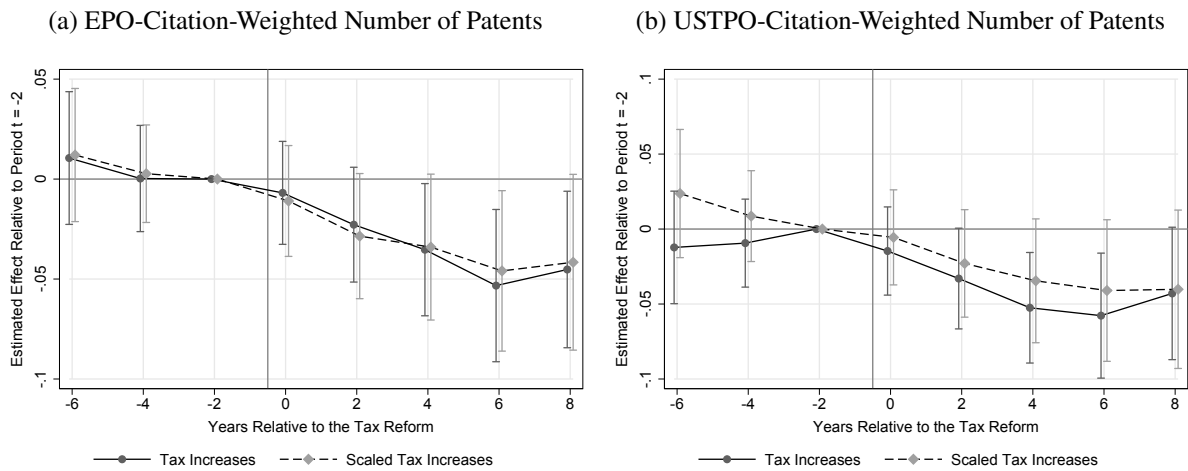 (a) EPO-Citation-Weighted Number of Patents
Estimated Effect Relative to Period t = -2
.05
0
-.05
-.1
-6 -4 -2 0 2 4 6 8
Years Relative to the Tax Reform
Tax Increases Scaled Tax Increases
(b) USTPO-Citation-Weighted Number of Patents
Estimated Effect Relative to Period t = -2
.1
.05
0
-.05
-.1
-6 -4 -2 0 2 4 6 8
Years Relative to the Tax Reform
Tax Increases Scaled Tax Increases